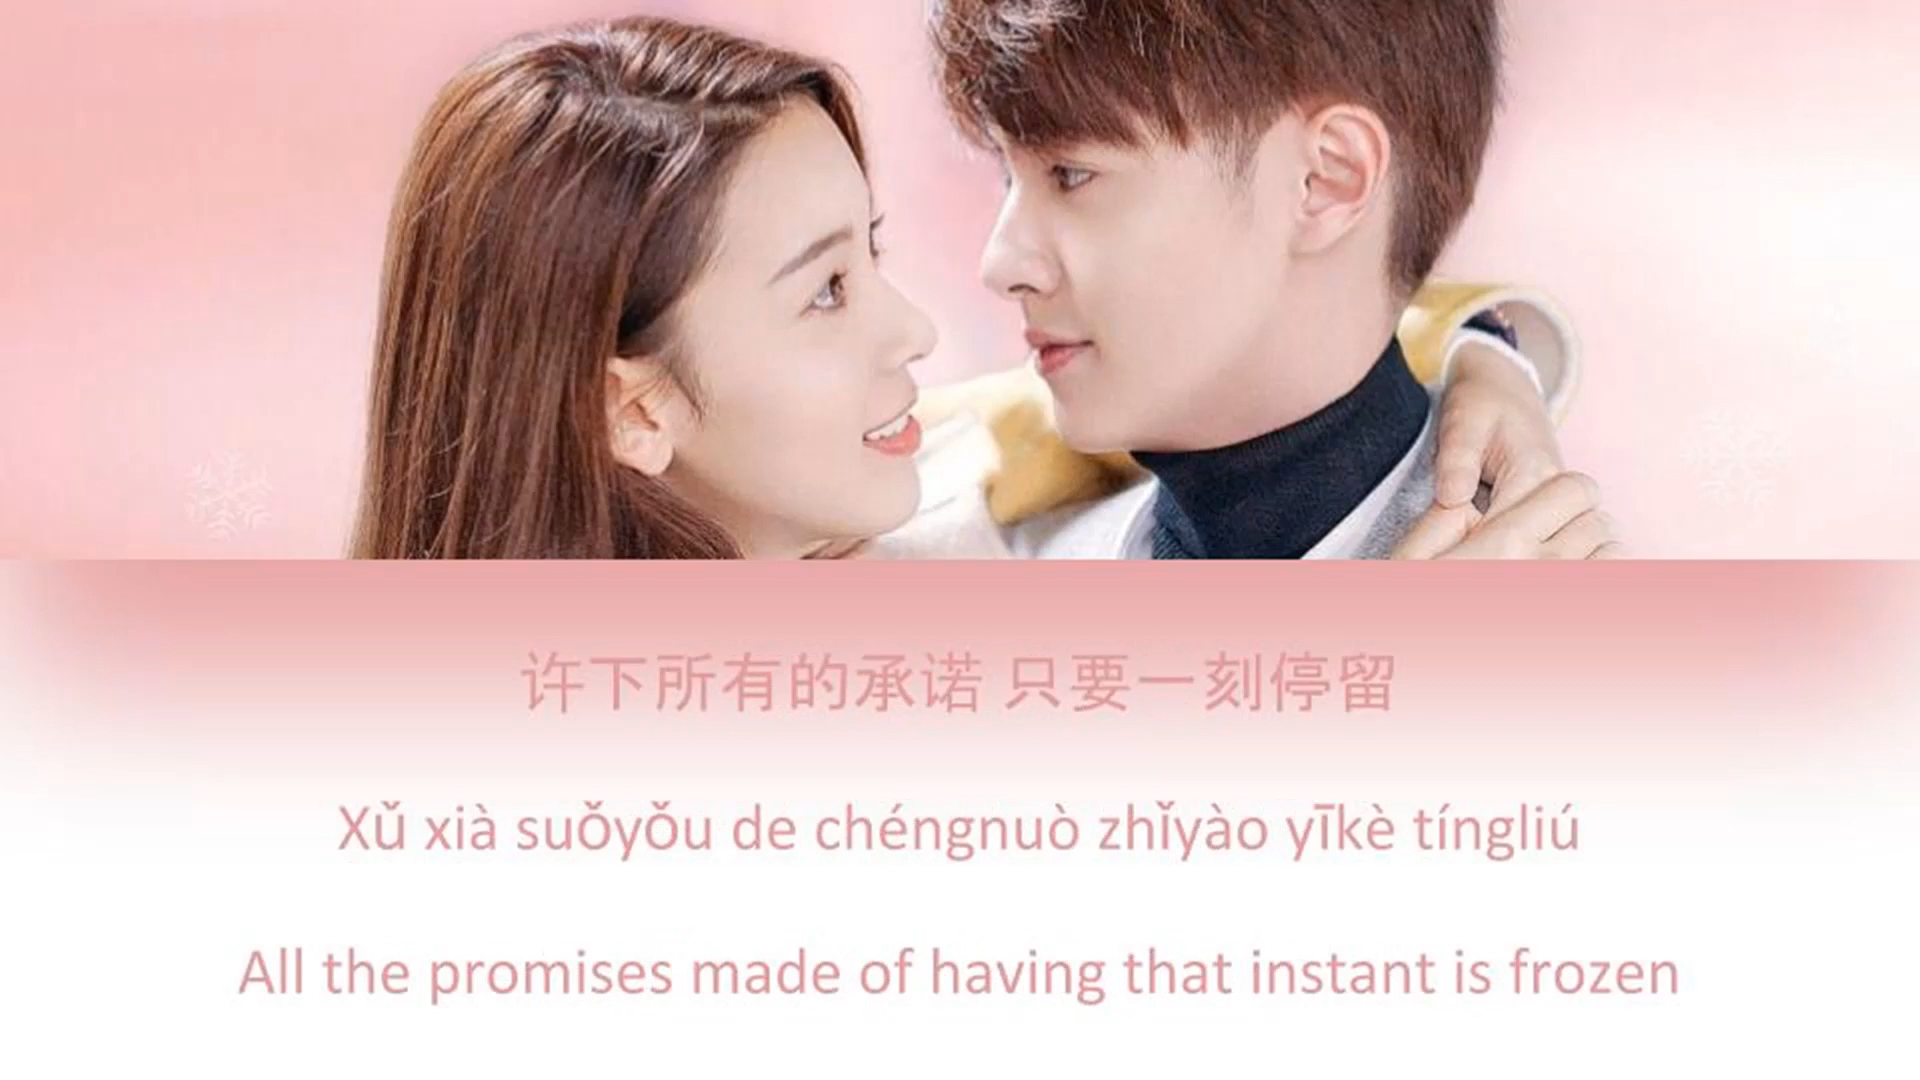 许下所有的承诺 只要一刻停留
Xǔ xià suǒyǒu de chéngnuò zhǐyào yīkè tíngliú
All the promises made of having that instant is frozen